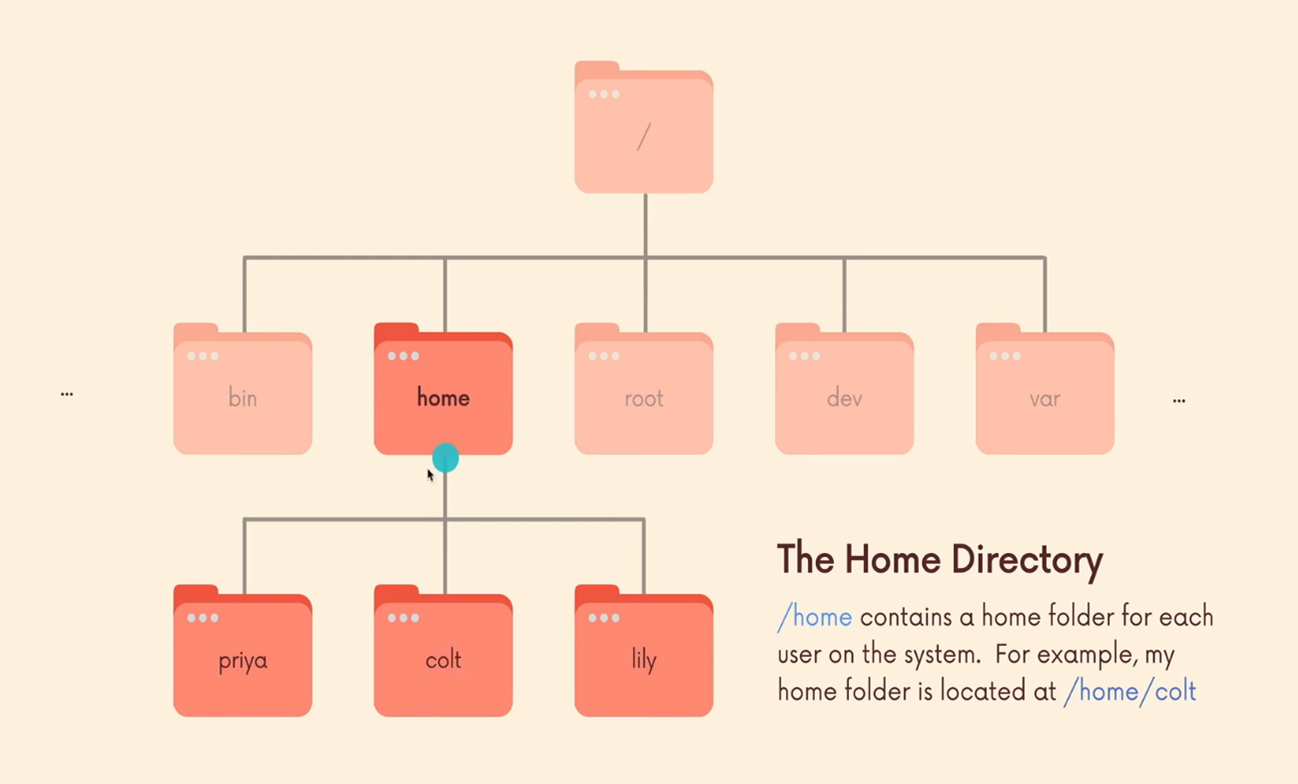 /
...
bin
home
root
dev
var
...
priya
colt
lily
The Home Directory
/home contains a home folder for each
user on the system.  For example, my
home folder is located at /home/colt